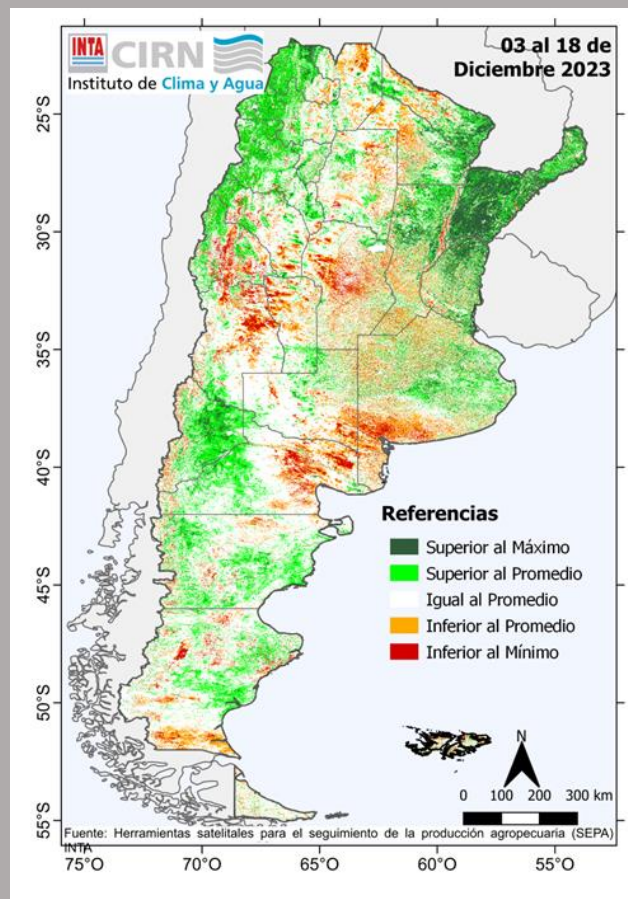 INTA CIRN
Instituto de Clima y Agua
03 al 18 de
Diciembre 2023
25°S
30°S
35°S
40°S
45°S
50°S
55°S
Referencias
Superior al Máximo
Superior al Promedio
Igual al Promedio
Inferior al Promedio
Inferior al Mínimo
N
0 100 200 300 km
Fuente: Herramientas satelitales para el seguimiento de la producción agropecuaria (SEPA)
INTA
75°O 70°O 65°O 60°O 55°O